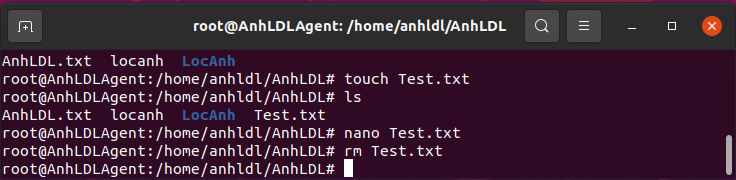 root@AnhLDLAgent: /home/anhldl/AnhLDL
AnhLDL.txt  locanh  LocAnh
root@AnhLDLAgent:/home/anhldl/AnhLDL# touch Test.txt
root@AnhLDLAgent:/home/anhldl/AnhLDL# ls
AnhLDL.txt  locanh  LocAnh  Test.txt
root@AnhLDLAgent:/home/anhldl/AnhLDL# nano Test.txt
root@AnhLDLAgent:/home/anhldl/AnhLDL# rm Test.txt
root@AnhLDLAgent:/home/anhldl/AnhLDL#